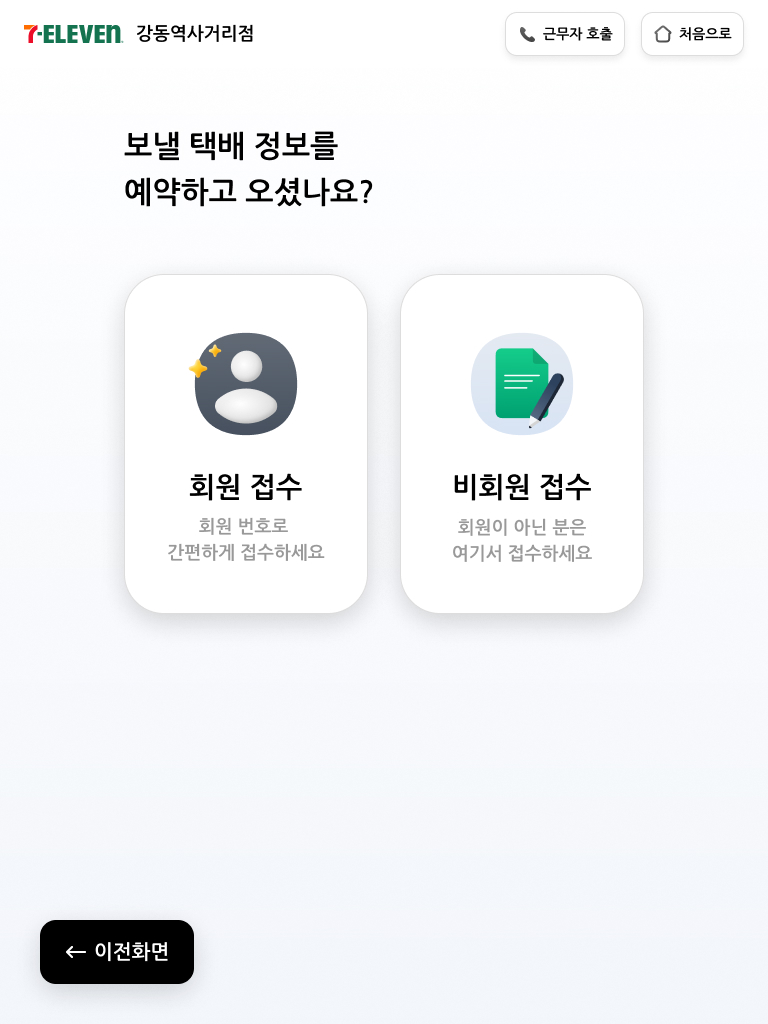 7-ELEVEN. 강동역사거리점
근무자 호출
처음으로
보낼 택배 정보를
예약하고 오셨나요?
회원 접수
회원 번호로
간편하게 접수하세요
비회원 접수
회원이 아닌 분은
여기서 접수하세요
이전화면